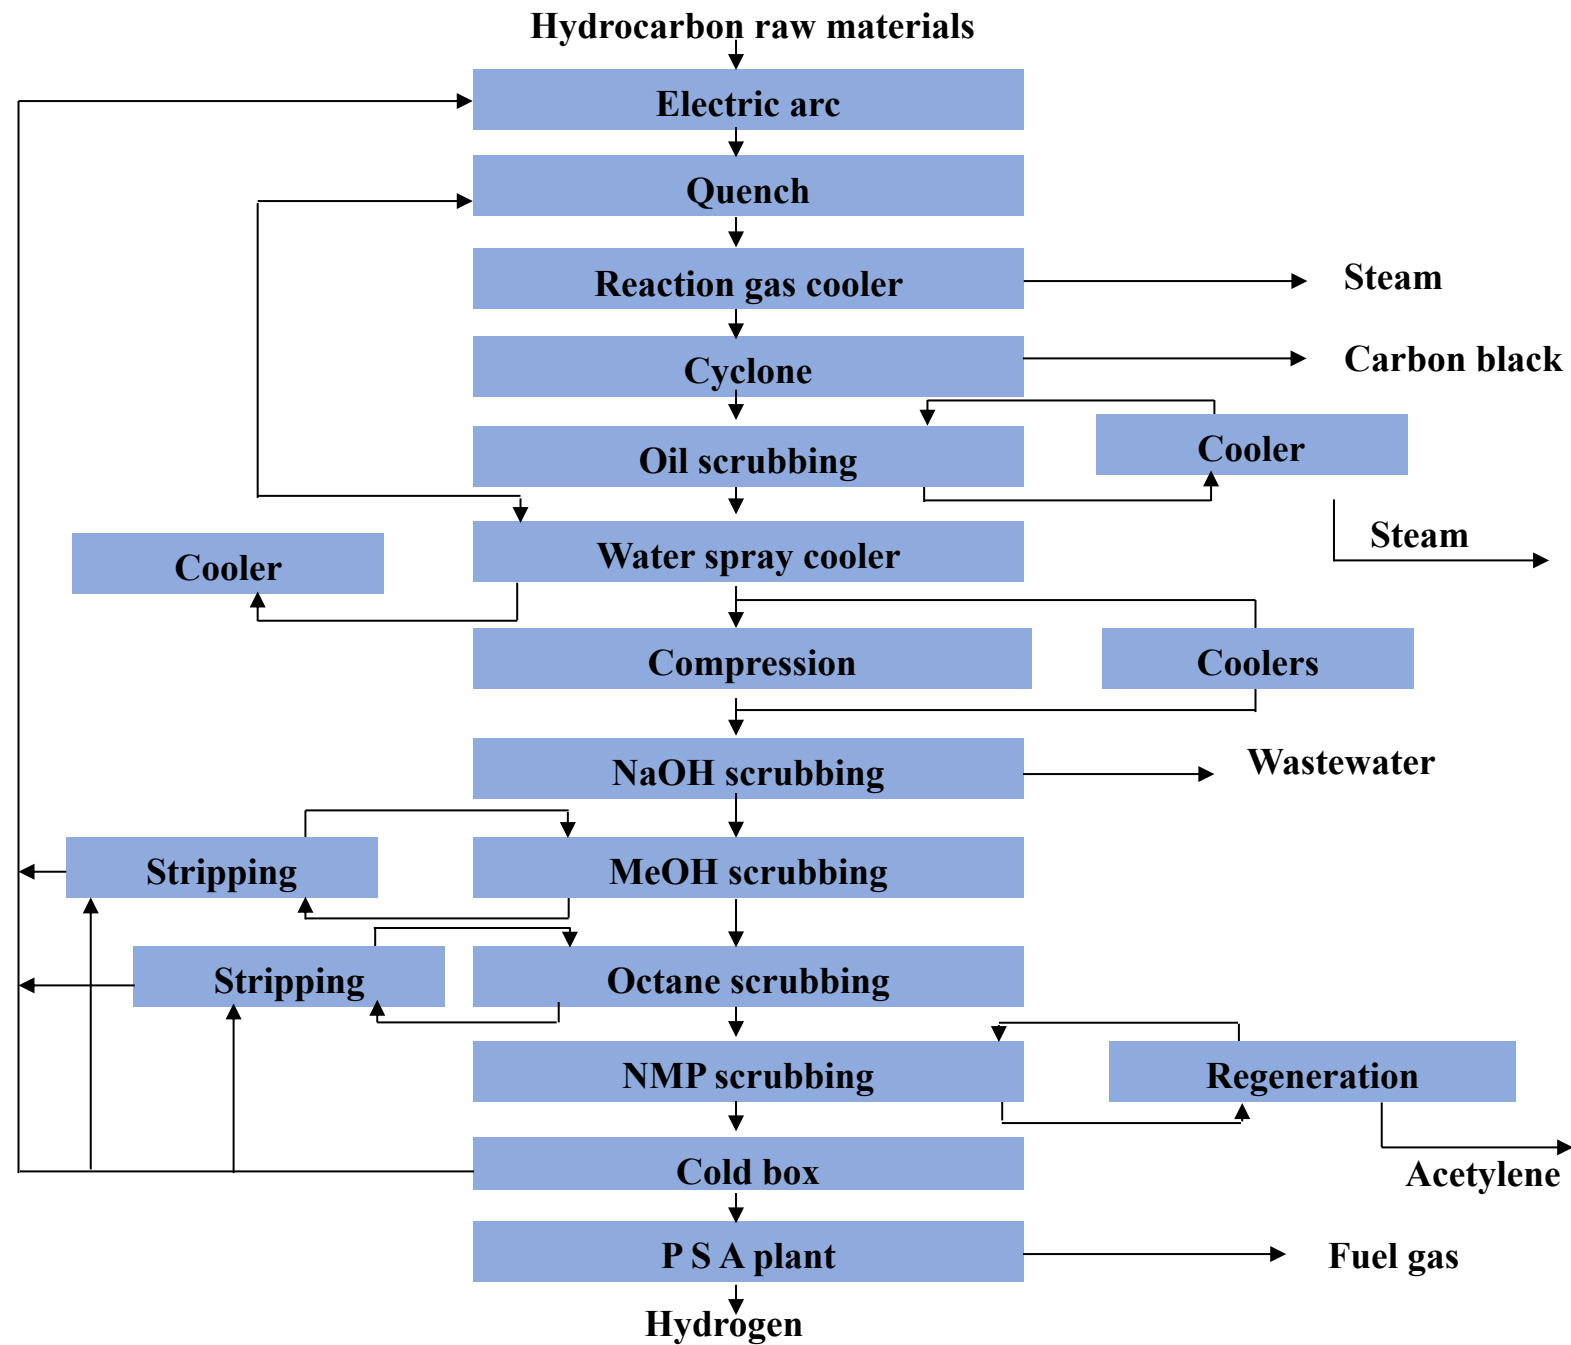 Hydrocarbon raw materials
Electric arc
Quench
Reaction gas cooler
Steam
Cyclone
Carbon black
Oil scrubbing
Cooler
Steam
Water spray cooler
Cooler
Compression
Coolers
NaOH scrubbing
Wastewater
Stripping
MeOH scrubbing
Stripping
Octane scrubbing
NMP scrubbing
Regeneration
Cold box
Acetylene
P S A plant
Fuel gas
Hydrogen